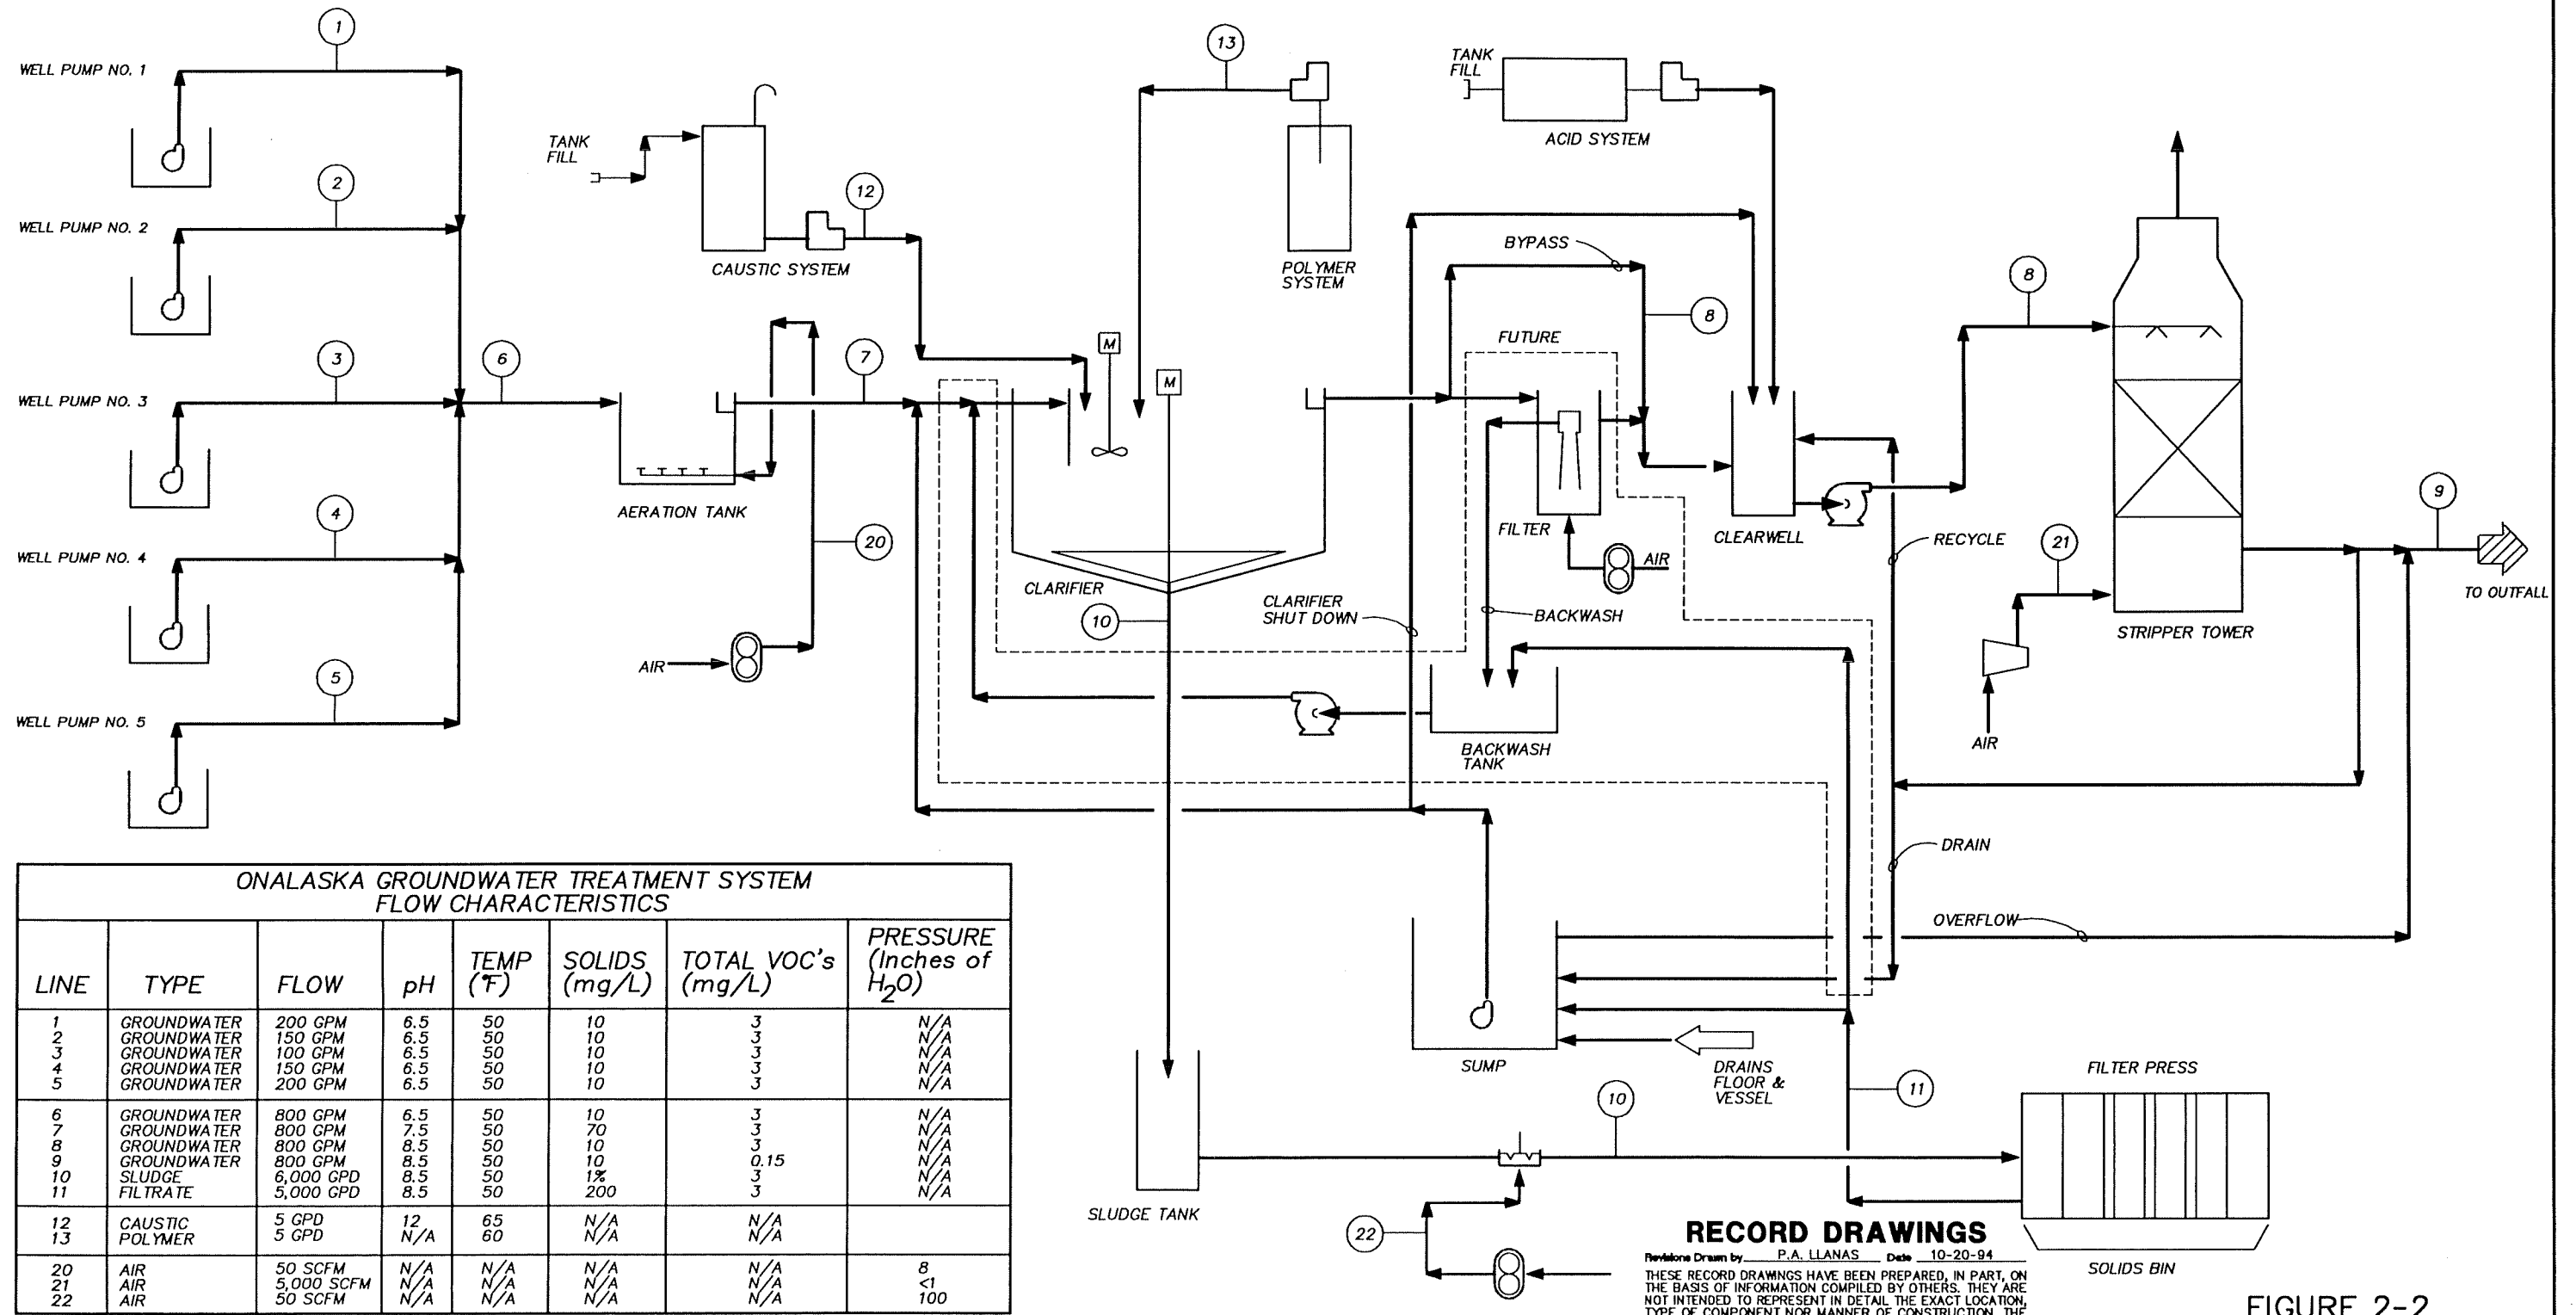 1
WELL PUMP NO. 1
2
WELL PUMP NO. 2
3
WELL PUMP NO. 3
4
WELL PUMP NO. 4
5
WELL PUMP NO. 5
6
TANK
FILL
CAUSTIC SYSTEM
12
7
AERATION TANK
20
AIR
13
POLYMER
SYSTEM
M
M
CLARIFIER
10
TANK
FILL
ACID SYSTEM
BYPASS
8
FUTURE
FILTER
AIR
CLARIFIER
SHUT DOWN
BACKWASH
BACKWASH
TANK
CLEARWELL
8
RECYCLE
21
AIR
STRIPPER TOWER
9
TO OUTFALL
DRAIN
OVERFLOW
SUMP
DRAINS
FLOOR &
VESSEL
11
FILTER PRESS
SOLIDS BIN
SLUDGE TANK
10
22
ONALASKA GROUNDWATER TREATMENT SYSTEM
FLOW CHARACTERISTICS
LINE TYPE FLOW pH TEMP (°F) SOLIDS (mg/L) TOTAL VOC's (mg/L) PRESSURE (Inches of H2O)
1 GROUNDWATER 200 GPM 6.5 50 10 3 N/A
2 GROUNDWATER 150 GPM 6.5 50 10 3 N/A
3 GROUNDWATER 100 GPM 6.5 50 10 3 N/A
4 GROUNDWATER 150 GPM 6.5 50 10 3 N/A
5 GROUNDWATER 200 GPM 6.5 50 10 3 N/A
6 GROUNDWATER 800 GPM 6.5 50 10 3 N/A
7 GROUNDWATER 800 GPM 7.5 50 70 3 N/A
8 GROUNDWATER 800 GPM 8.5 50 10 3 N/A
9 GROUNDWATER 800 GPM 8.5 50 10 0.15 N/A
10 SLUDGE 6,000 GPD 8.5 50 1% 3 N/A
11 FILTRATE 5,000 GPD 8.5 50 200 3 N/A
12 CAUSTIC 5 GPD 12 65 N/A N/A
13 POLYMER 5 GPD N/A 60 N/A N/A
20 AIR 50 SCFM N/A N/A N/A N/A 8
21 AIR 5,000 SCFM N/A N/A N/A N/A <1
22 AIR 50 SCFM N/A N/A N/A N/A 100
RECORD DRAWINGS
Revisions Drawn by P.A. LLANAS Date 10-20-94
THESE RECORD DRAWINGS HAVE BEEN PREPARED, IN PART, ON
THE BASIS OF INFORMATION COMPILED BY OTHERS. THEY ARE
NOT INTENDED TO REPRESENT IN DETAIL THE EXACT LOCATION,
TYPE OF COMPONENT NOR MANNER OF CONSTRUCTION. THE
FIGURE 2-2